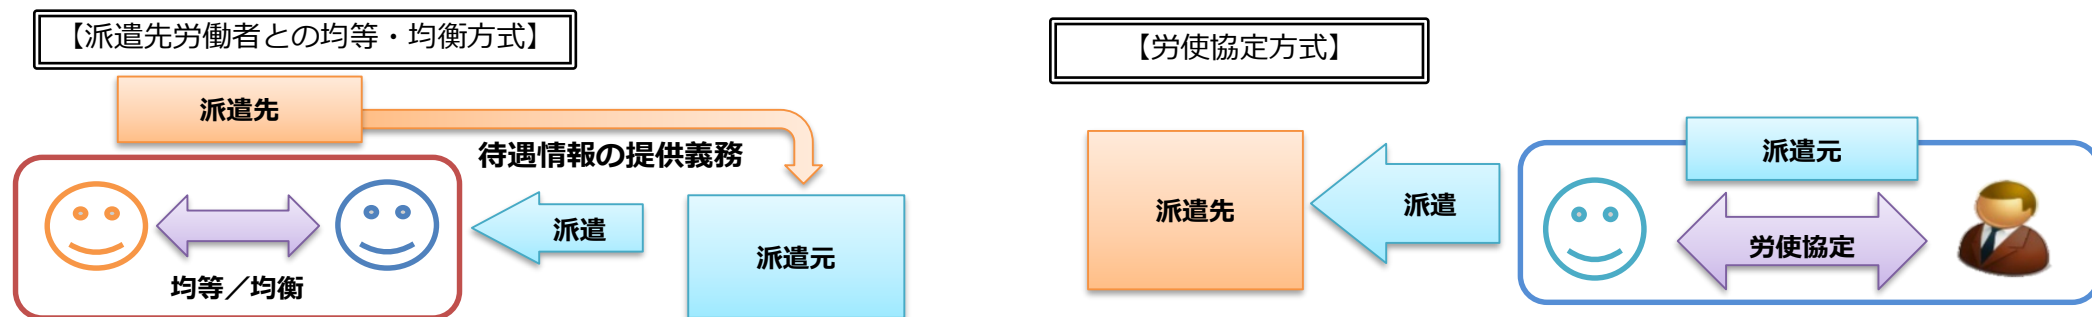 【派遣先労働者との均等・均衡方式】
派遣先
待遇情報の提供義務
派遣
派遣元
均等／均衡
【労使協定方式】
派遣先
派遣
派遣元
労使協定